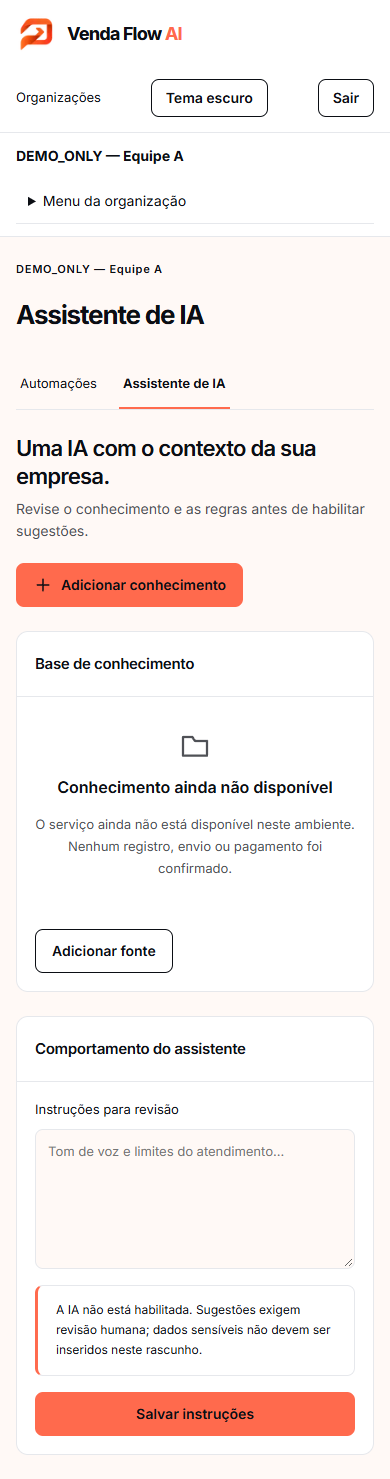 Venda Flow AI
Organizações
Tema escuro
Sair
DEMO_ONLY — Equipe A
Menu da organização
DEMO_ONLY — Equipe A
Assistente de IA
Automações
Assistente de IA
Uma IA com o contexto da sua
empresa.
Revise o conhecimento e as regras antes de habilitar
sugestões.
Adicionar conhecimento
Base de conhecimento
Conhecimento ainda não disponível
O serviço ainda não está disponível neste ambiente.
Nenhum registro, envio ou pagamento foi
confirmado.
Adicionar fonte
Comportamento do assistente
Instruções para revisão
Tom de voz e limites do atendimento...
A IA não está habilitada. Sugestões exigem
revisão humana; dados sensíveis não devem ser
inseridos neste rascunho.
Salvar instruções